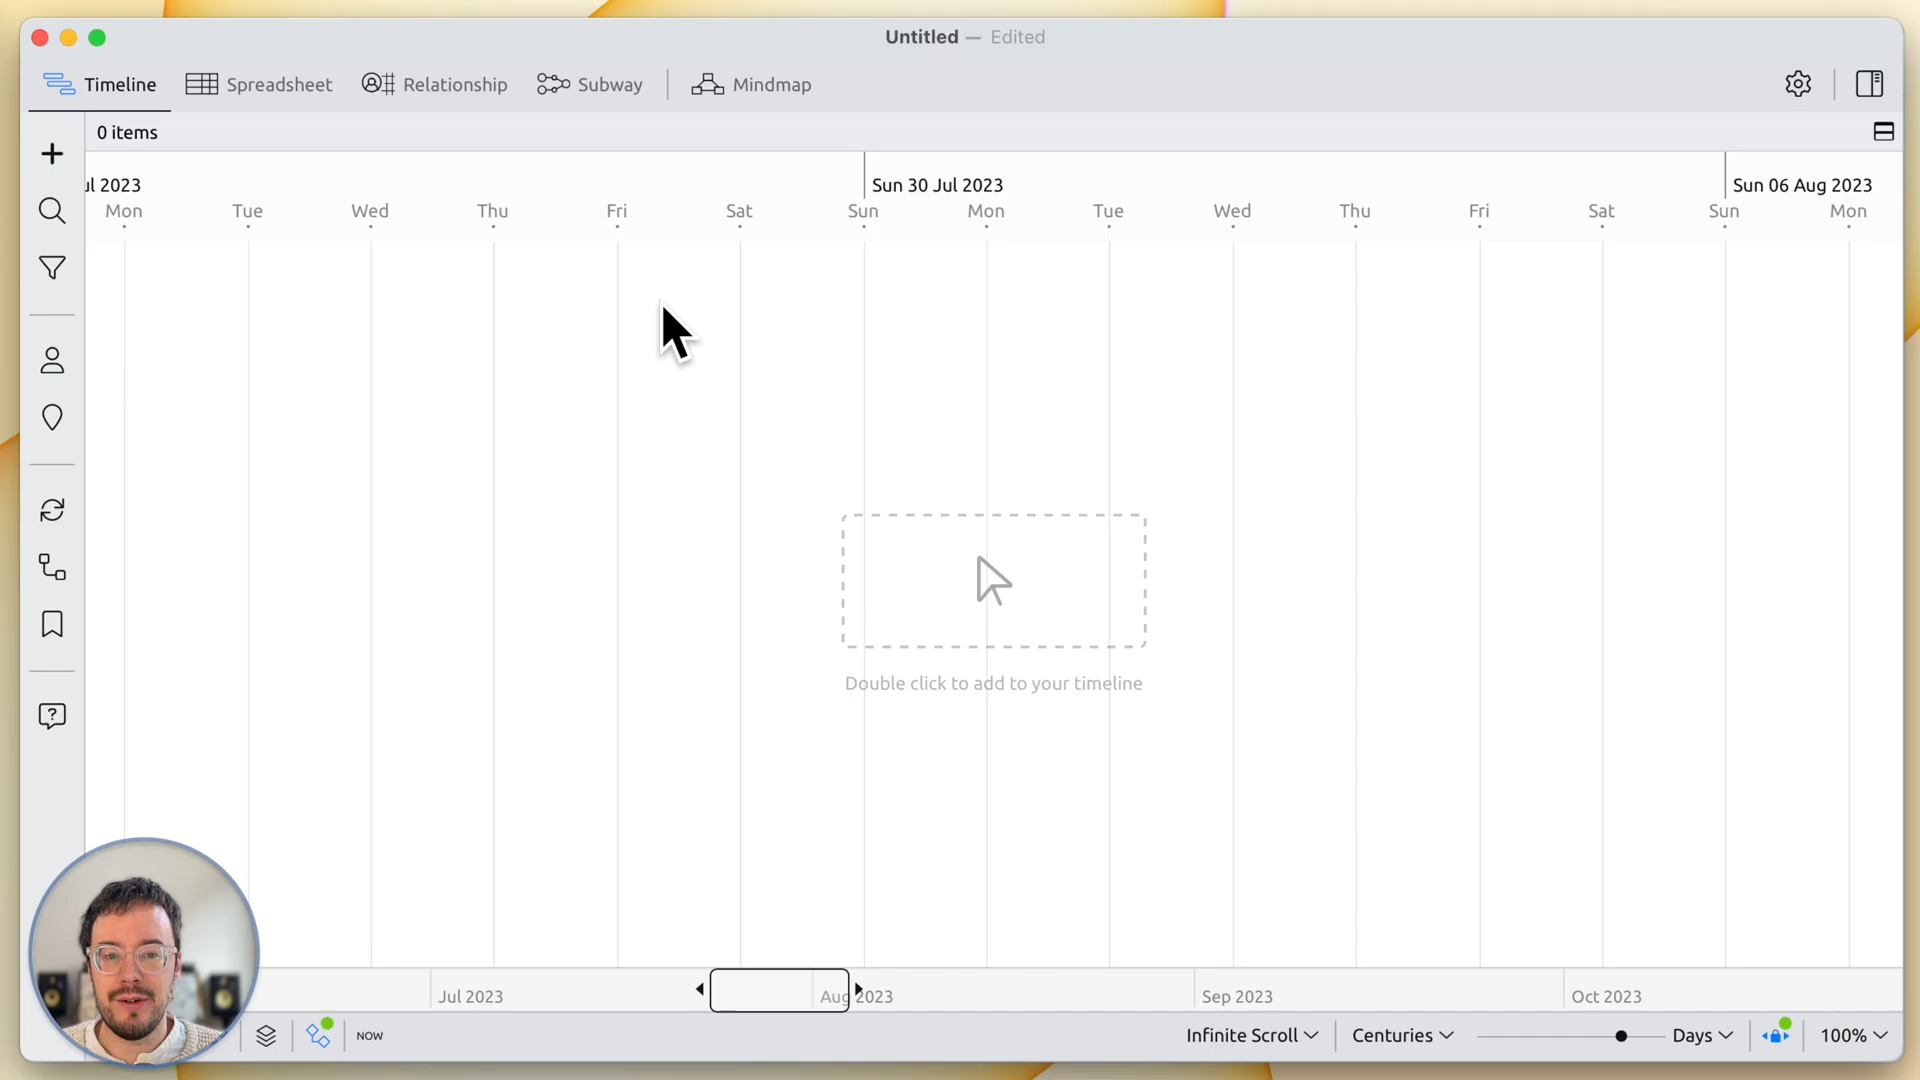 Untitled — Edited
Timeline Spreadsheet Relationship Subway Mindmap
0 items
ul 2023 Sun 30 Jul 2023 Sun 06 Aug 2023
Mon Tue Wed Thu Fri Sat Sun Mon Tue Wed Thu Fri Sat Sun Mon
Double click to add to your timeline
Jul 2023 Aug 2023 Sep 2023 Oct 2023
NOW Infinite Scroll Centuries Days 100%